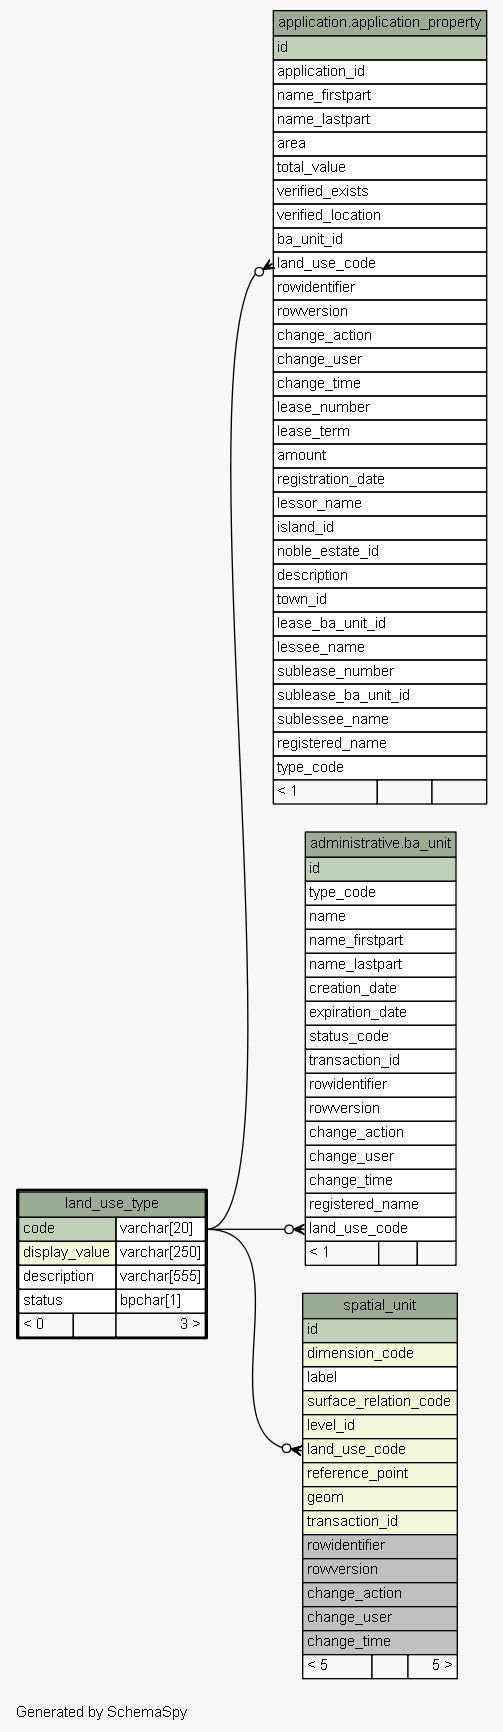 application.application_property
id
application_id
name_firstpart
name_lastpart
area
total_value
verified_exists
verified_location
ba_unit_id
land_use_code
rowidentifier
rowversion
change_action
change_user
change_time
lease_number
lease_term
amount
registration_date
lessor_name
island_id
noble_estate_id
description
town_id
lease_ba_unit_id
lessee_name
sublease_number
sublease_ba_unit_id
sublessee_name
registered_name
type_code
< 1
administrative.ba_unit
id
type_code
name
name_firstpart
name_lastpart
creation_date
expiration_date
status_code
transaction_id
rowidentifier
rowversion
change_action
change_user
change_time
registered_name
land_use_code
< 1
land_use_type
code varchar[20]
display_value varchar[250]
description varchar[555]
status bpchar[1]
< 0 3 >
spatial_unit
id
dimension_code
label
surface_relation_code
level_id
land_use_code
reference_point
geom
transaction_id
rowidentifier
rowversion
change_action
change_user
change_time
< 5 5 >
Generated by SchemaSpy